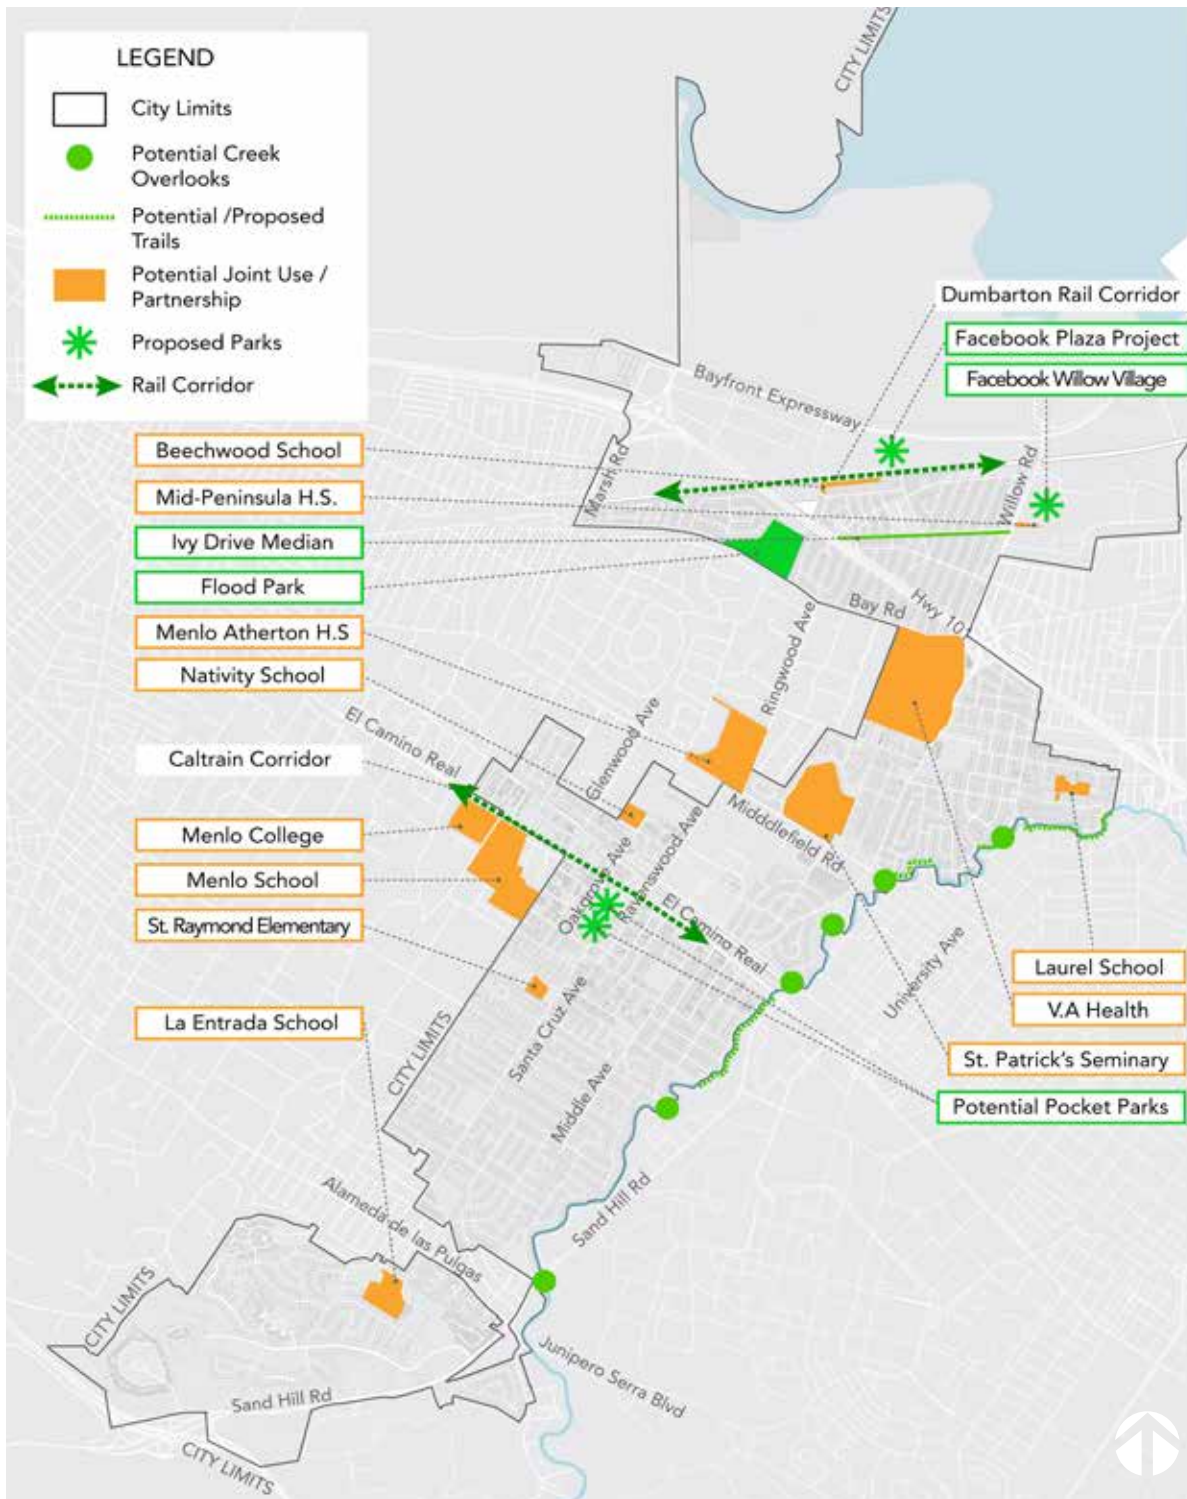 CITY LIMITS
LEGEND
City Limits
Potential Creek
Overlooks
Potential /Proposed
Trails
Potential Joint Use /
Partnership
Proposed Parks
Rail Corridor
Dumbarton Rail Corridor
Facebook Plaza Project
Facebook Willow Village
Bayfront Expressway
Marsh Rd
Willow Rd
Beechwood School
Mid-Peninsula H.S.
Ivy Drive Median
Flood Park
Menlo Atherton H.S
Nativity School
Caltrain Corridor
Menlo College
Menlo School
St. Raymond Elementary
La Entrada School
Bay Rd
Hwy 101
Ringwood Ave
Glenwood Ave
El Camino Real
Midddlefield Rd
Oakgrove Ave
Ravenswood Ave
El Camino Real
University Ave
Santa Cruz Ave
Middle Ave
CITY LIMITS
Laurel School
V.A Health
St. Patrick's Seminary
Potential Pocket Parks
Sand Hill Rd
Alameda de las Pulgas
CITY LIMITS
Junipero Serra Blvd
Sand Hill Rd
CITY LIMITS